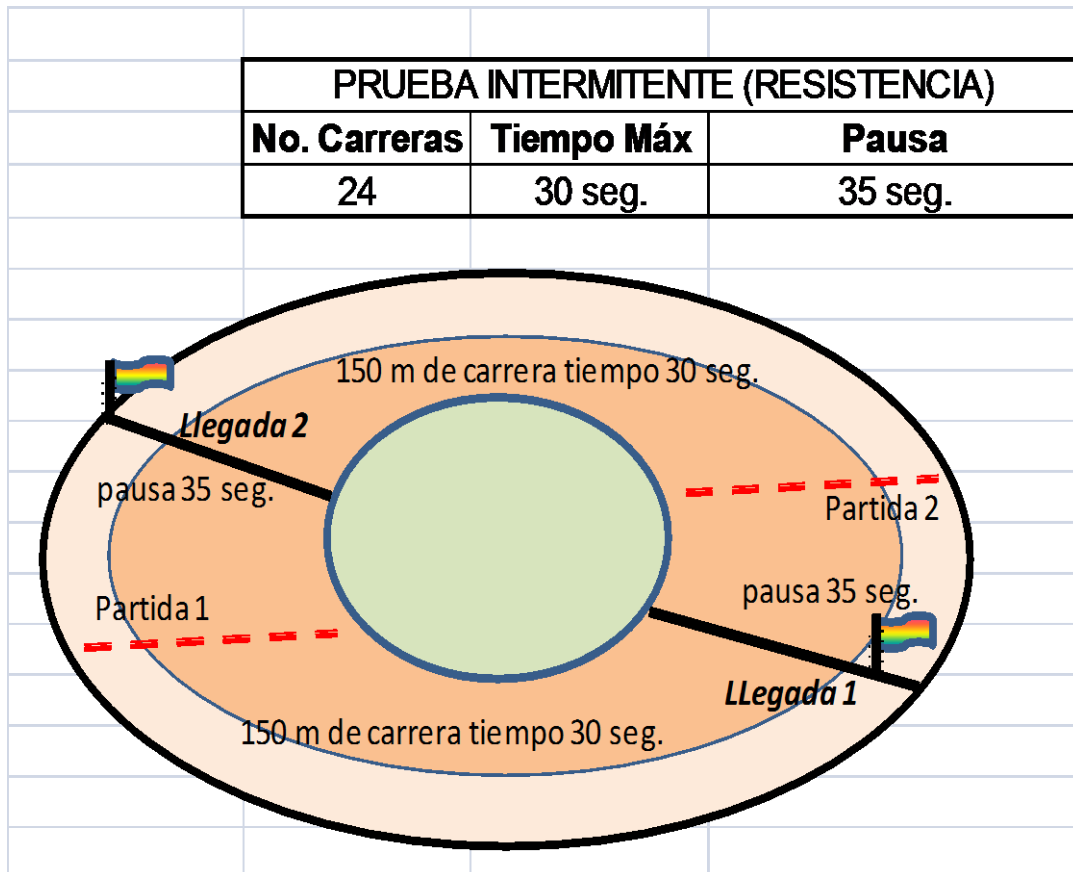 PRUEBA INTERMITENTE (RESISTENCIA)
No. Carreras Tiempo Máx Pausa
24 30 seg. 35 seg.
150 m de carrera tiempo 30 seg.
Llegada 2
pausa 35 seg.
Partida 2
pausa 35 seg.
Partida 1
LLegada 1
150 m de carrera tiempo 30 seg.